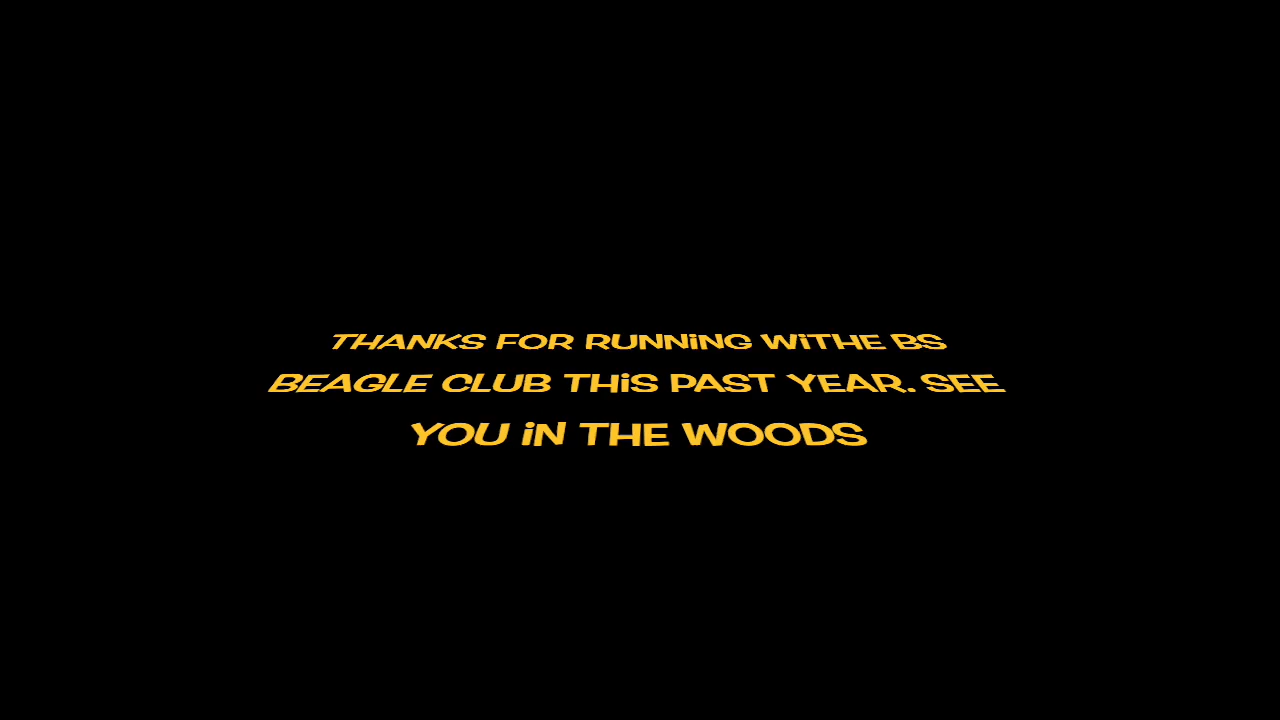 THANKS FOR RUNNiNG WiTHE BS
BEAGLE CLUB THiS PAST YEAR. SEE
YOU iN THE WOODS